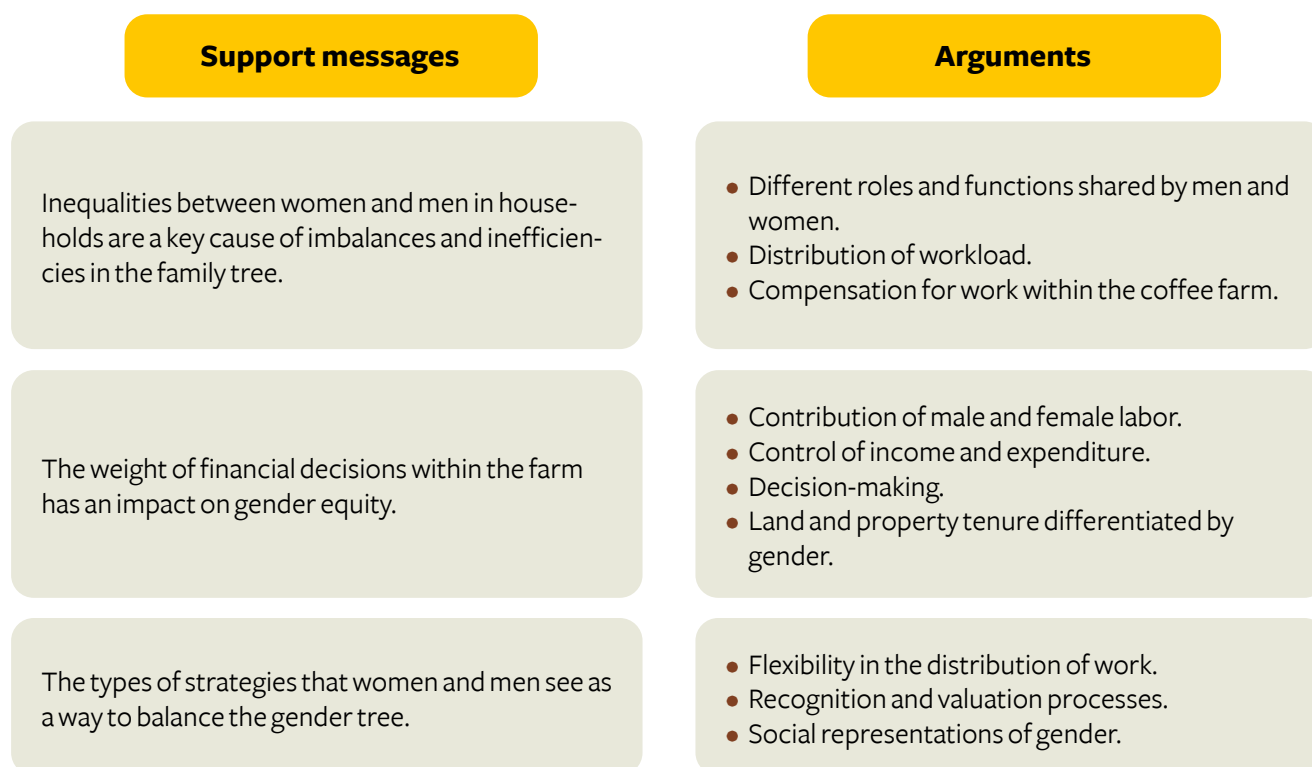 Support messages
Arguments
Inequalities between women and men in house-
holds are a key cause of imbalances and inefficien-
cies in the family tree.
• Different roles and functions shared by men and
women.
• Distribution of workload.
• Compensation for work within the coffee farm.
The weight of financial decisions within the farm
has an impact on gender equity.
• Contribution of male and female labor.
• Control of income and expenditure.
• Decision-making.
• Land and property tenure differentiated by
gender.
The types of strategies that women and men see as
a way to balance the gender tree.
• Flexibility in the distribution of work.
• Recognition and valuation processes.
• Social representations of gender.